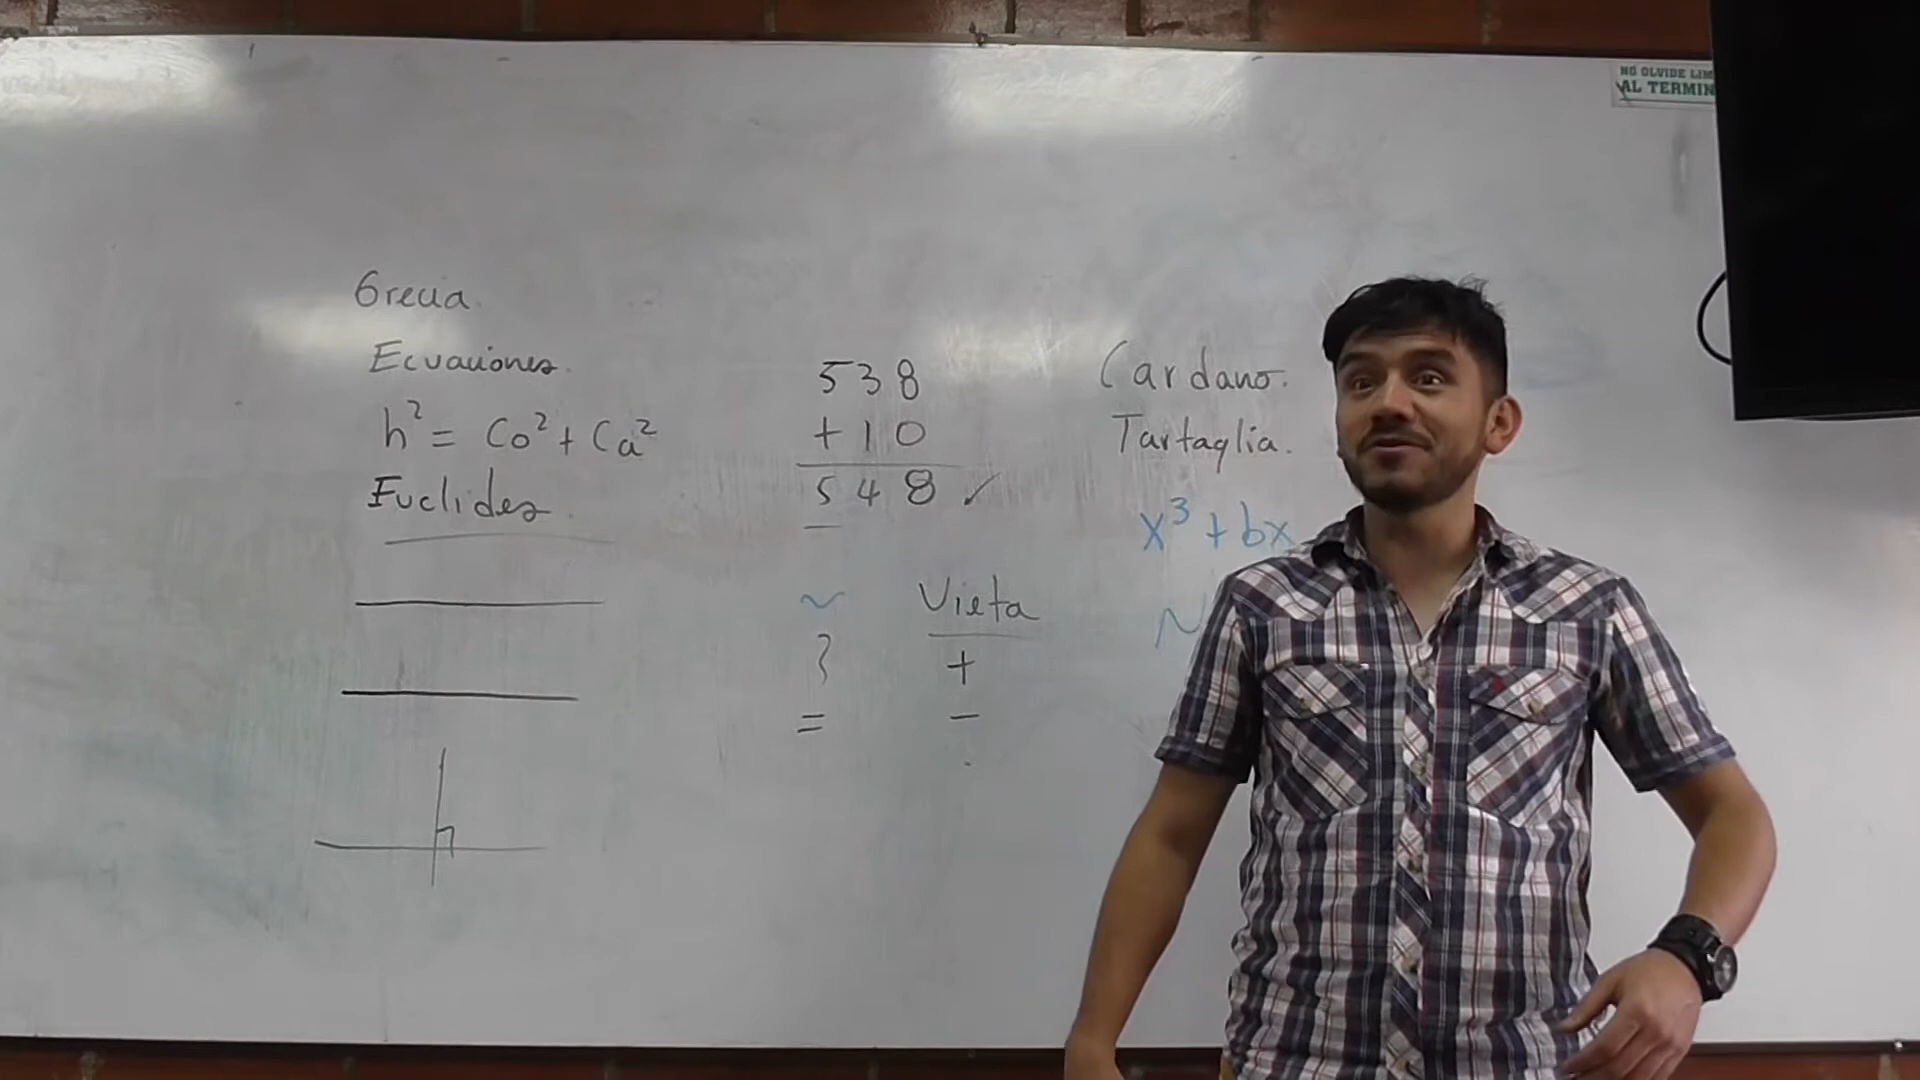 NO OLVIDE LIM
AL TERMIN
Grecia.
Ecuaciones.
h² = Co² + Ca²
Euclides.
538
+ 10
548 ✓
~
}
=
Vieta
+
-
Cardano.
Tartaglia.
x³ + bx